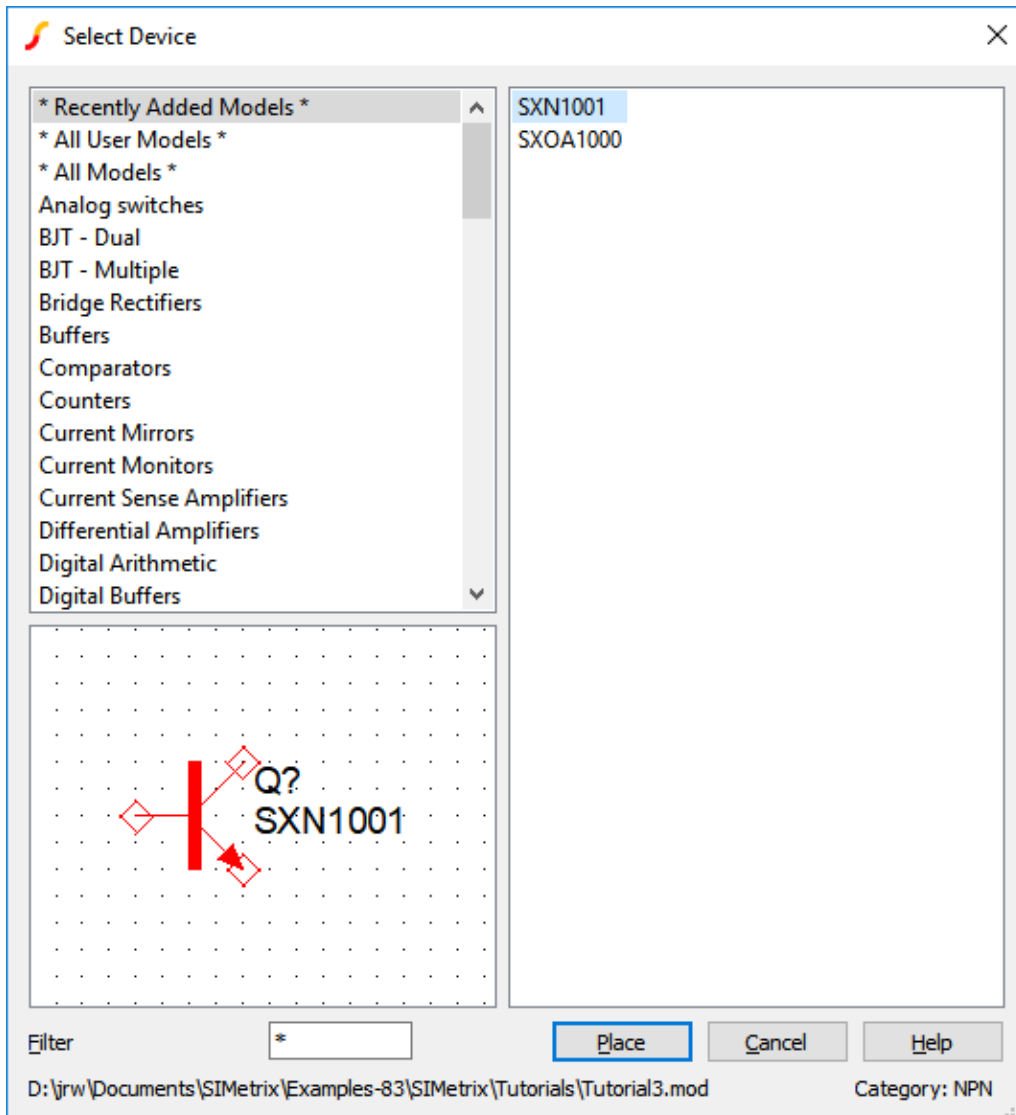 Select Device
* Recently Added Models *
* All User Models *
* All Models *
Analog switches
BJT - Dual
BJT - Multiple
Bridge Rectifiers
Buffers
Comparators
Counters
Current Mirrors
Current Monitors
Current Sense Amplifiers
Differential Amplifiers
Digital Arithmetic
Digital Buffers
SXN1001
SXOA1000
Q?
SXN1001
Filter * Place Cancel Help
D:\jrw\Documents\SIMetrix\Examples-83\SIMetrix\Tutorials\Tutorial3.mod Category: NPN